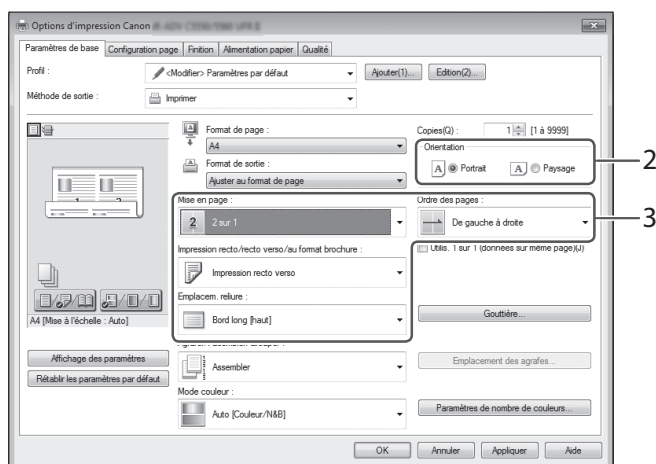 Options d'impression Canon
Paramètres de base Configuration page Finition Alimentation papier Qualité
Profil : <Modifier> Paramètres par défaut Ajouter(1)... Edition(2)...
Méthode de sortie : Imprimer
Format de page : Copies(Q) : 1 [1 à 9999]
A4 Orientation
Format de sortie : A Portrait A Paysage 2
Ajuster au format de page
Mise en page : Ordre des pages :
2 2 sur 1 De gauche à droite 3
Impression recto/recto verso/au format brochure : Utilis. 1 sur 1 (données sur même page)(J)
Impression recto verso
Emplacem. reliure :
Bord long [haut] Gouttière...
A4 [Mise à l'échelle : Auto]
Affichage des paramètres Assembler Emplacement des agrafes...
Rétablir les paramètres par défaut
Mode couleur :
Auto [Couleur/N&B] Paramètres de nombre de couleurs...
OK Annuler Appliquer Aide